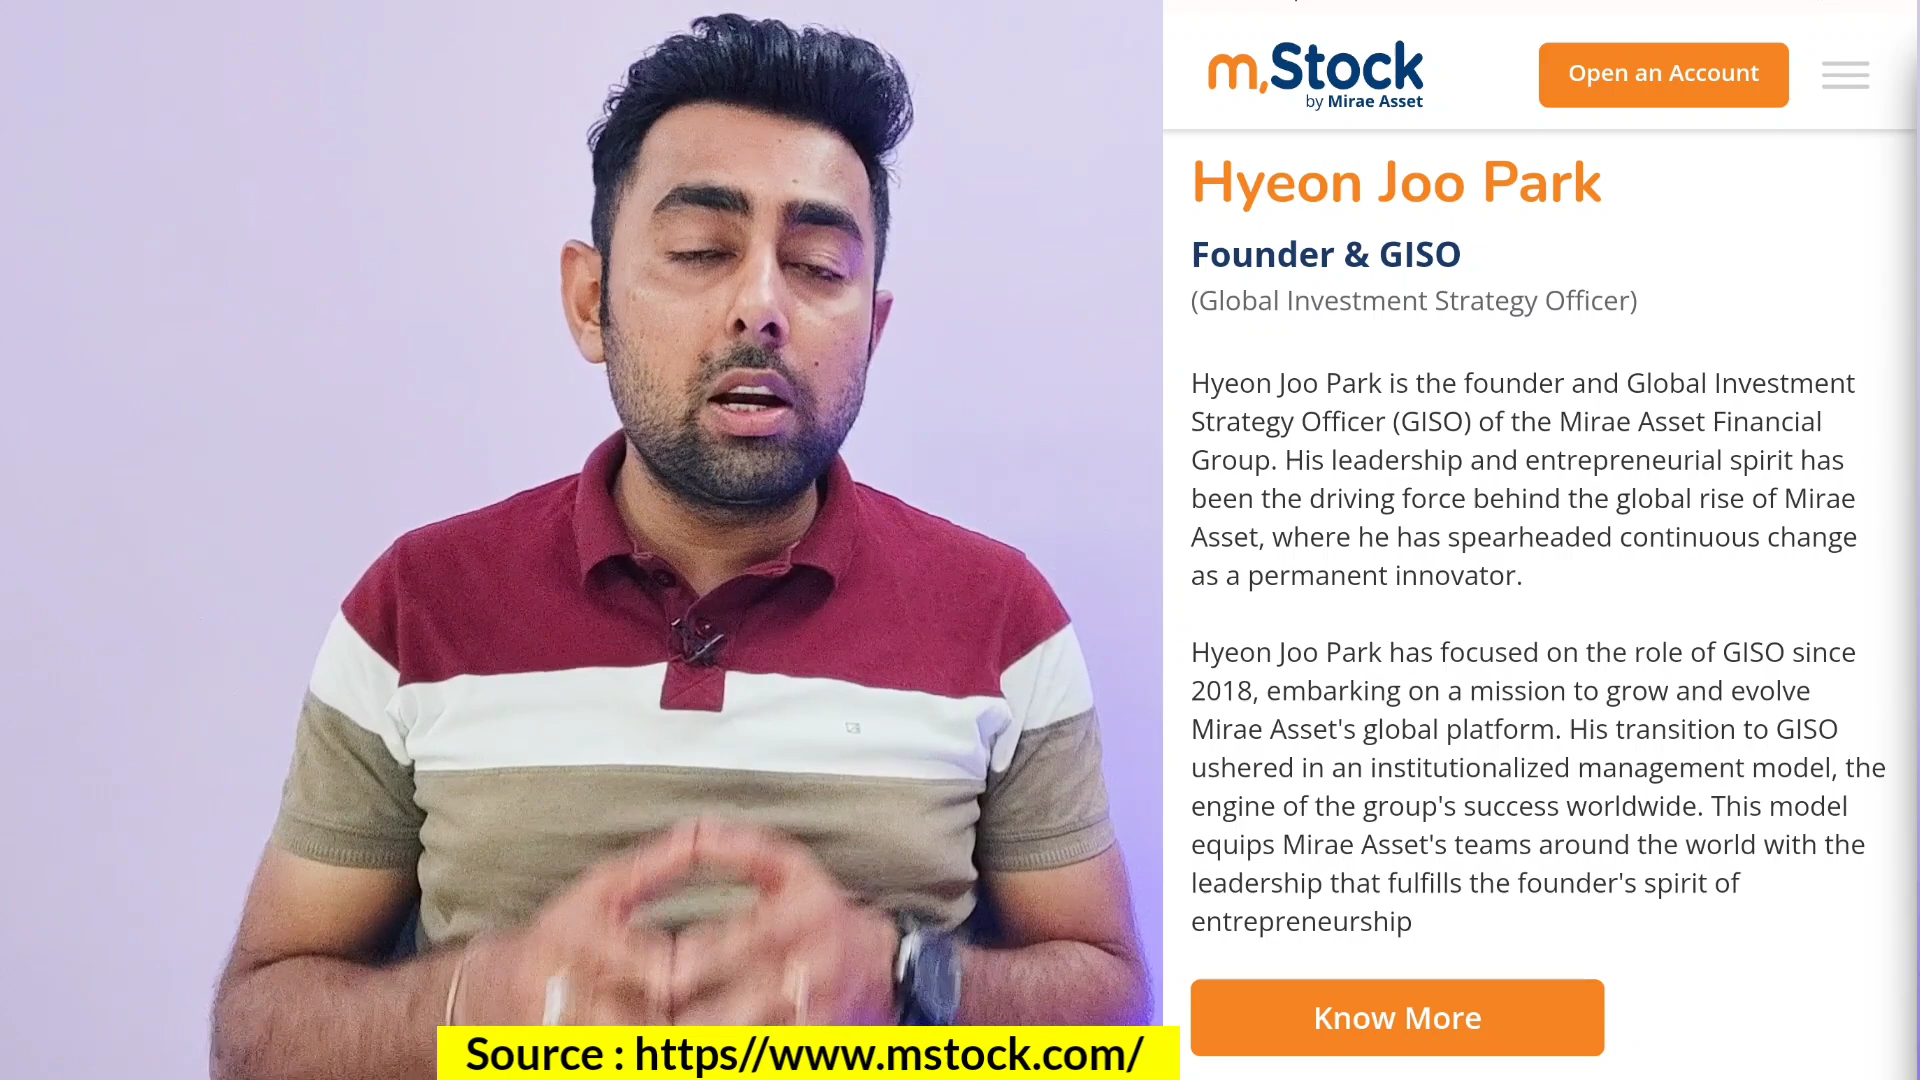 m.Stock
by Mirae Asset
Open an Account
Hyeon Joo Park
Founder & GISO
(Global Investment Strategy Officer)
Hyeon Joo Park is the founder and Global Investment
Strategy Officer (GISO) of the Mirae Asset Financial
Group. His leadership and entrepreneurial spirit has
been the driving force behind the global rise of Mirae
Asset, where he has spearheaded continuous change
as a permanent innovator.
Hyeon Joo Park has focused on the role of GISO since
2018, embarking on a mission to grow and evolve
Mirae Asset's global platform. His transition to GISO
ushered in an institutionalized management model, the
engine of the group's success worldwide. This model
equips Mirae Asset's teams around the world with the
leadership that fulfills the founder's spirit of
entrepreneurship
Know More
Source : https//www.mstock.com/